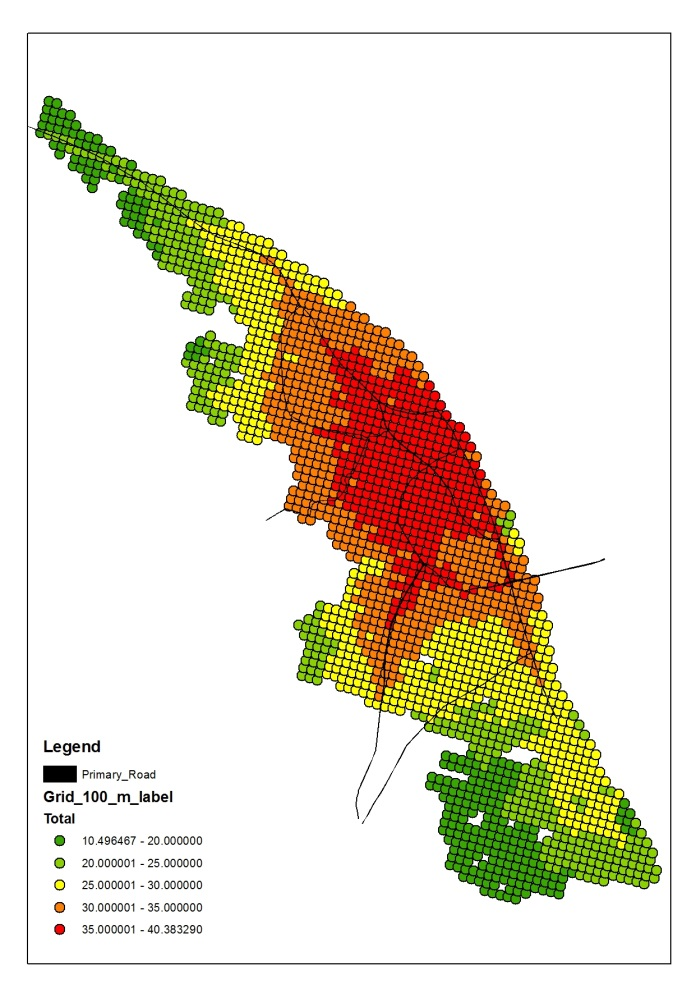 Legend
Primary_Road
Grid_100_m_label
Total
10.496467 - 20.000000
20.000001 - 25.000000
25.000001 - 30.000000
30.000001 - 35.000000
35.000001 - 40.383290